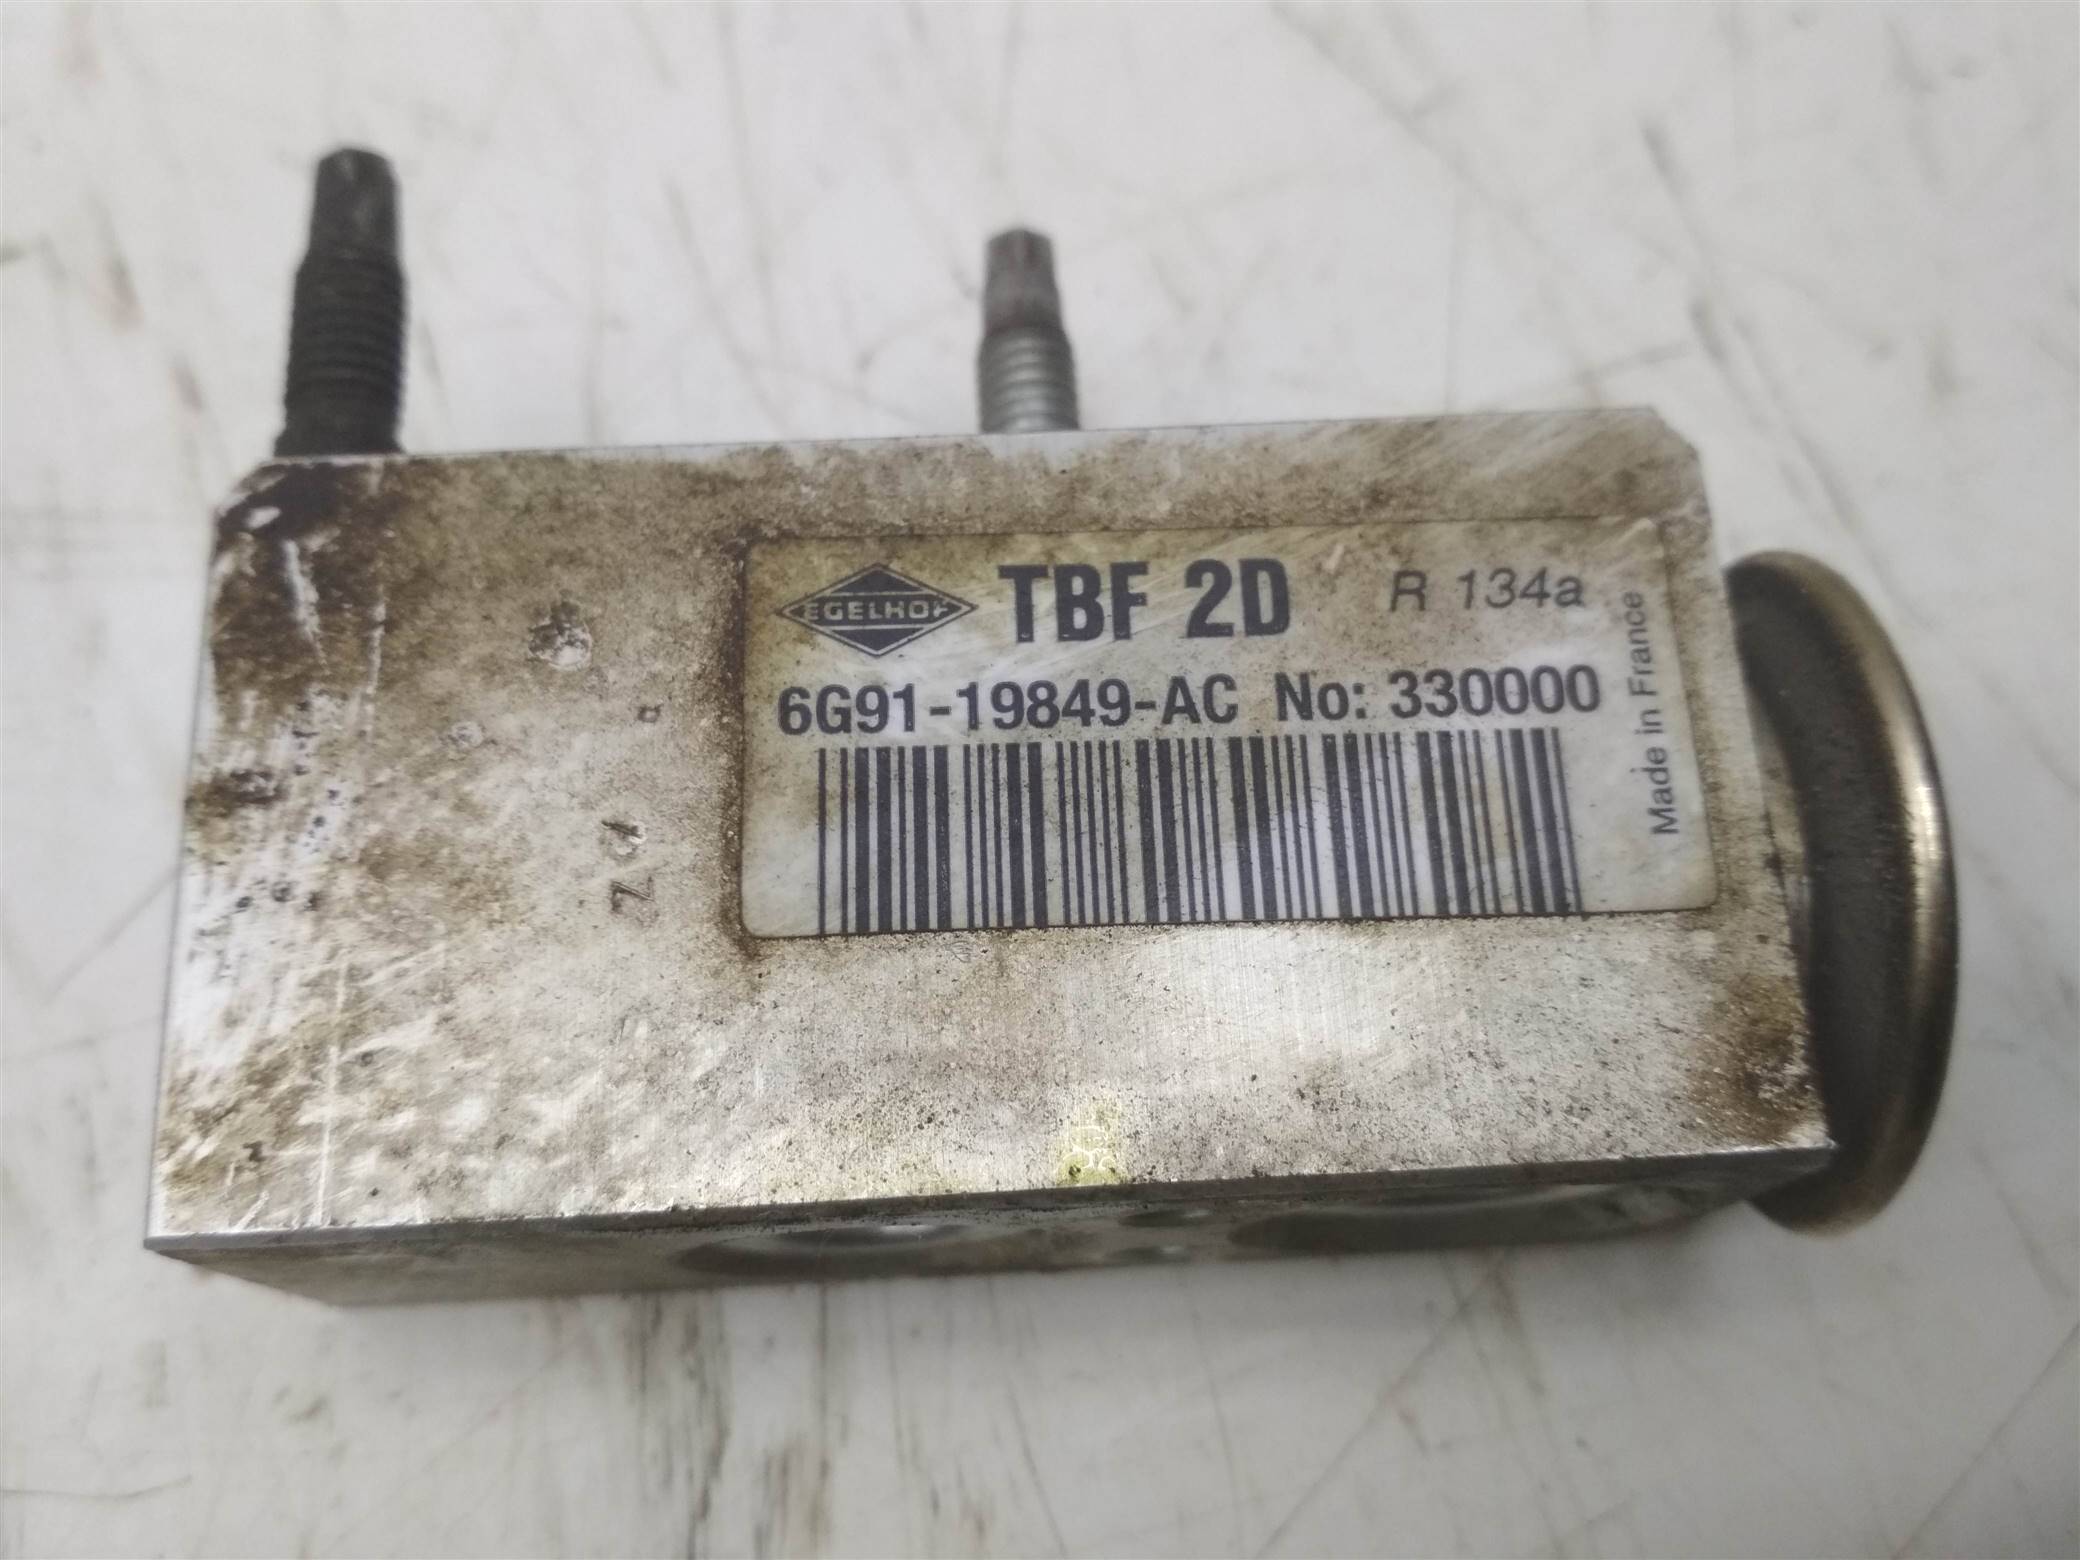 EGELHOF TBF 2D R 134a
6G91-19849-AC No: 330000
Made in France